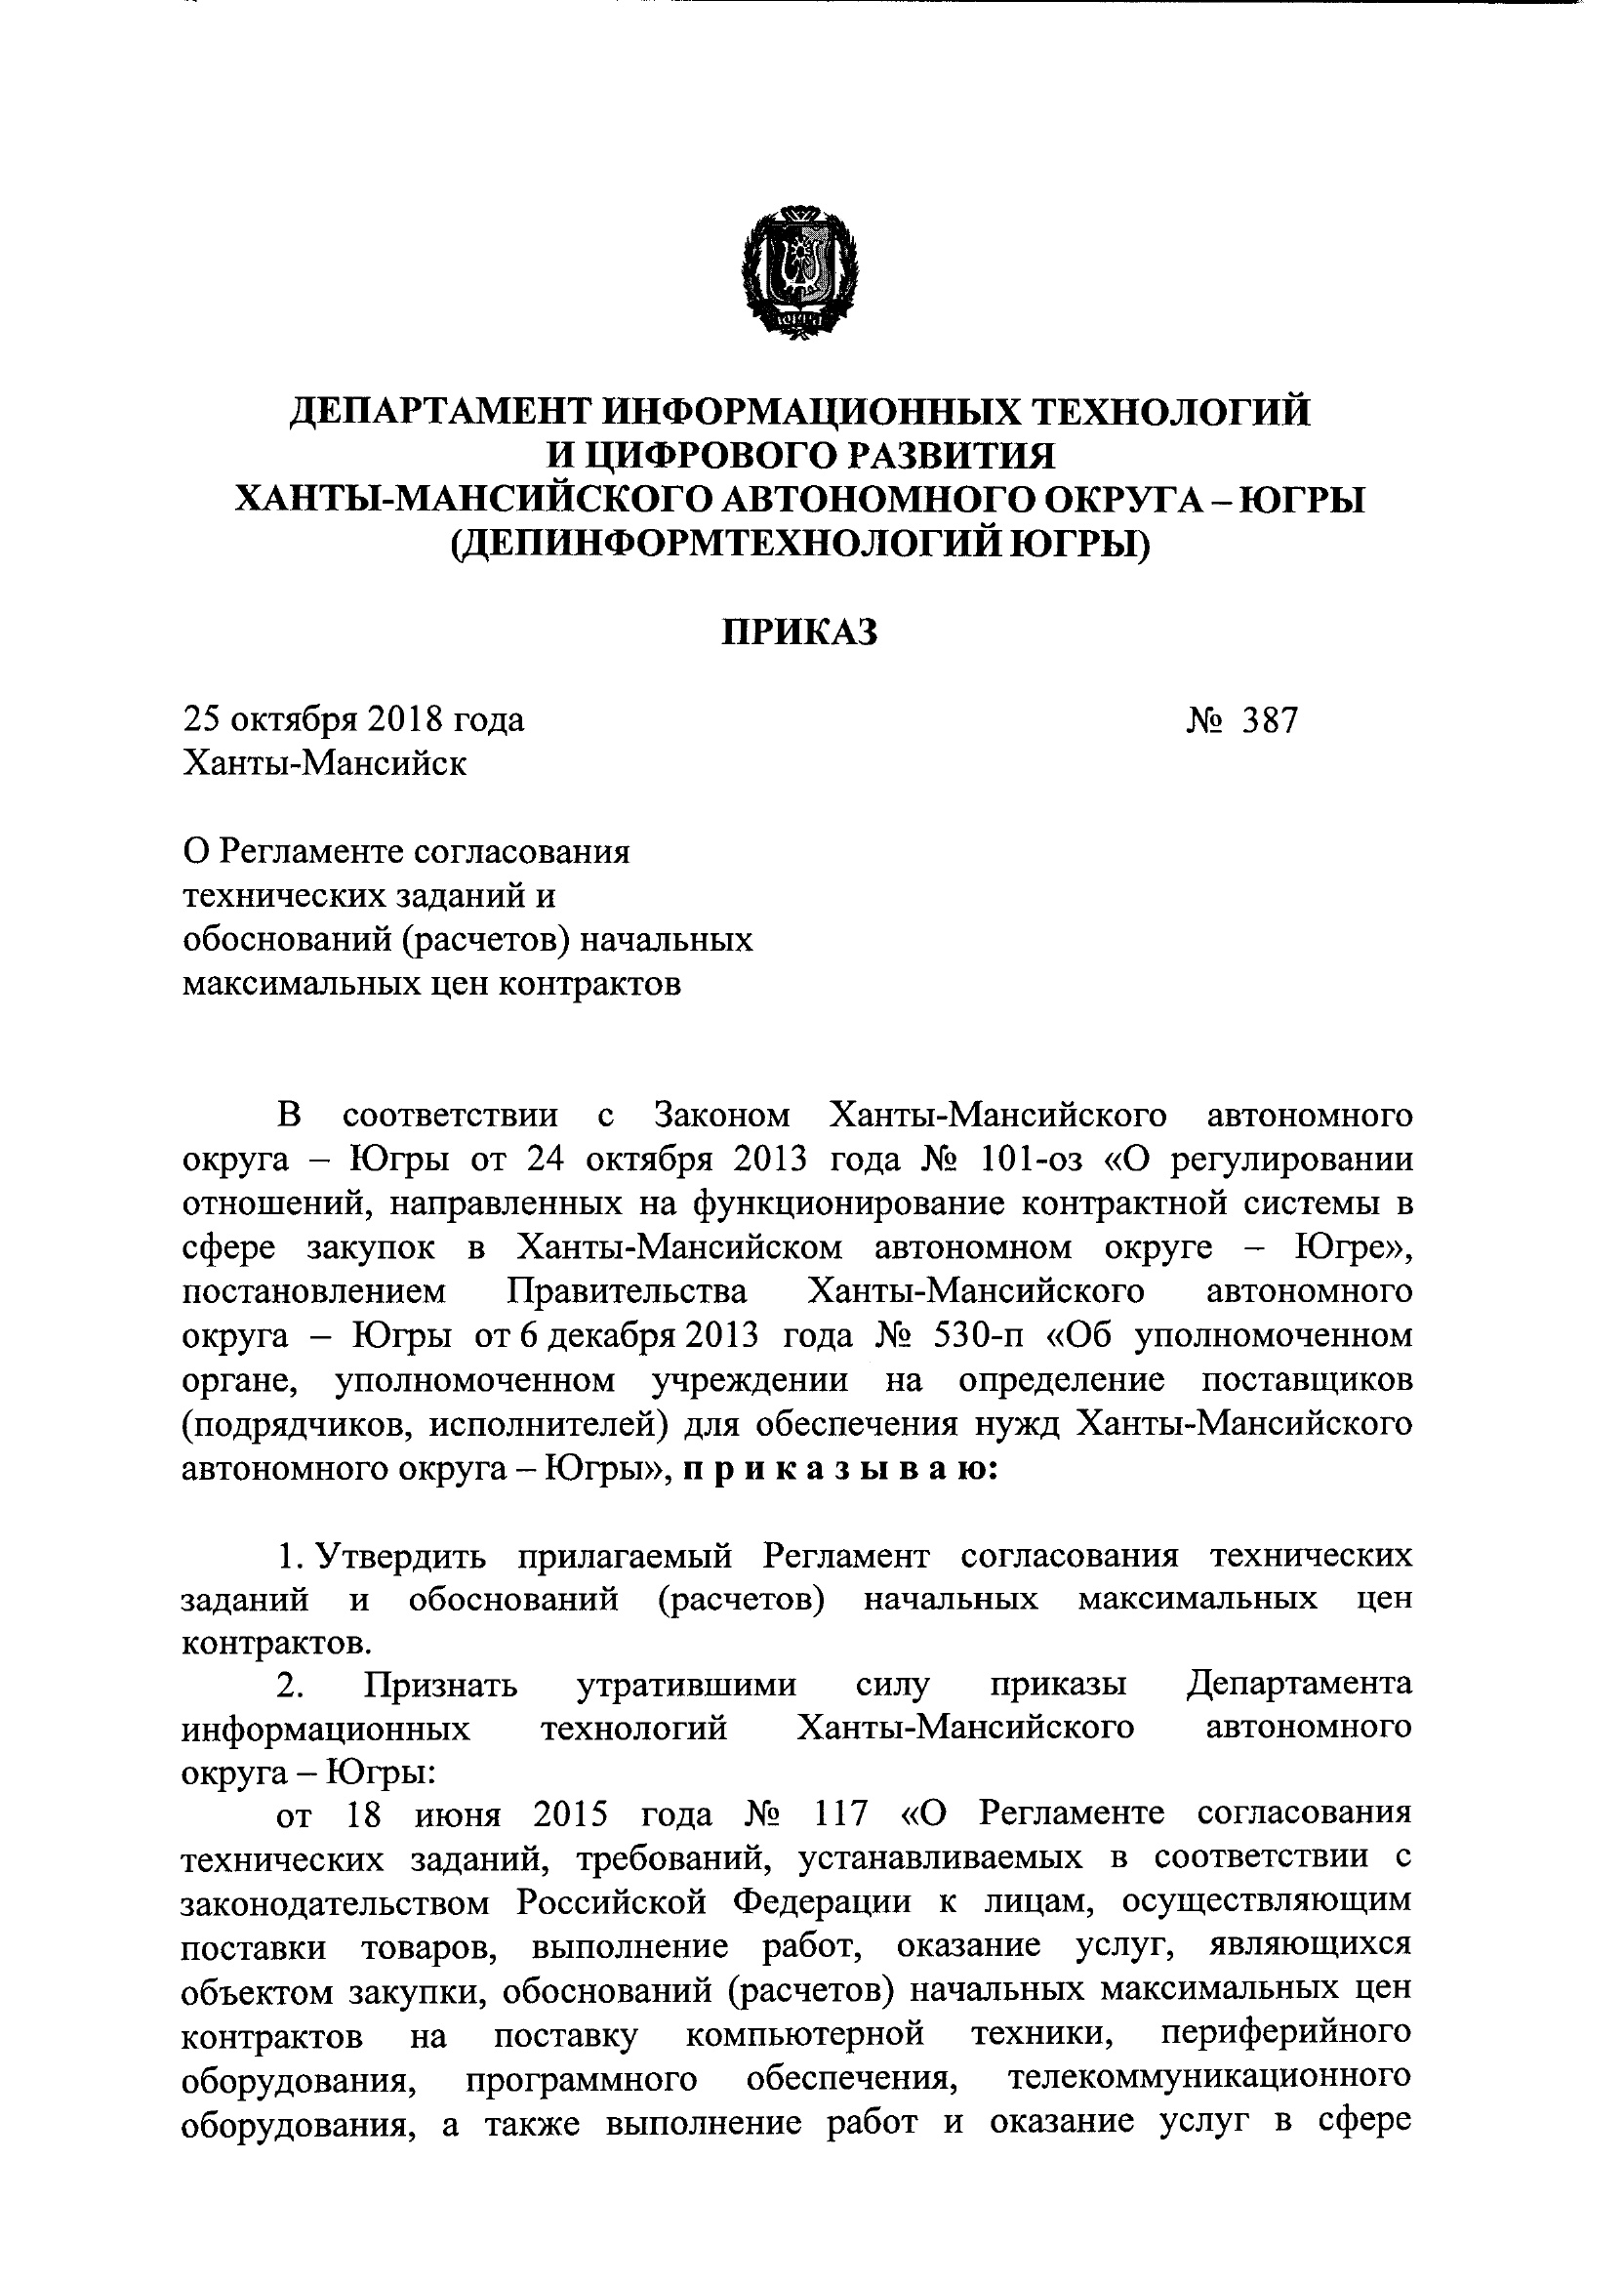 ДЕПАРТАМЕНТ ИНФОРМАЦИОННЫХ ТЕХНОЛОГИЙ
И ЦИФРОВОГО РАЗВИТИЯ
ХАНТЫ-МАНСИЙСКОГО АВТОНОМНОГО ОКРУГА – ЮГРЫ
(ДЕПИНФОРМТЕХНОЛОГИЙ ЮГРЫ)
ПРИКАЗ
25 октября 2018 года № 387
Ханты-Мансийск
О Регламенте согласования
технических заданий и
обоснований (расчетов) начальных
максимальных цен контрактов
В соответствии с Законом Ханты-Мансийского автономного
округа – Югры от 24 октября 2013 года № 101-оз «О регулировании
отношений, направленных на функционирование контрактной системы в
сфере закупок в Ханты-Мансийском автономном округе – Югре»,
постановлением Правительства Ханты-Мансийского автономного
округа – Югры от 6 декабря 2013 года № 530-п «Об уполномоченном
органе, уполномоченном учреждении на определение поставщиков
(подрядчиков, исполнителей) для обеспечения нужд Ханты-Мансийского
автономного округа – Югры», п р и к а з ы в а ю:
1. Утвердить прилагаемый Регламент согласования технических
заданий и обоснований (расчетов) начальных максимальных цен
контрактов.
2. Признать утратившими силу приказы Департамента
информационных технологий Ханты-Мансийского автономного
округа – Югры:
от 18 июня 2015 года № 117 «О Регламенте согласования
технических заданий, требований, устанавливаемых в соответствии с
законодательством Российской Федерации к лицам, осуществляющим
поставки товаров, выполнение работ, оказание услуг, являющихся
объектом закупки, обоснований (расчетов) начальных максимальных цен
контрактов на поставку компьютерной техники, периферийного
оборудования, программного обеспечения, телекоммуникационного
оборудования, а также выполнение работ и оказание услуг в сфере